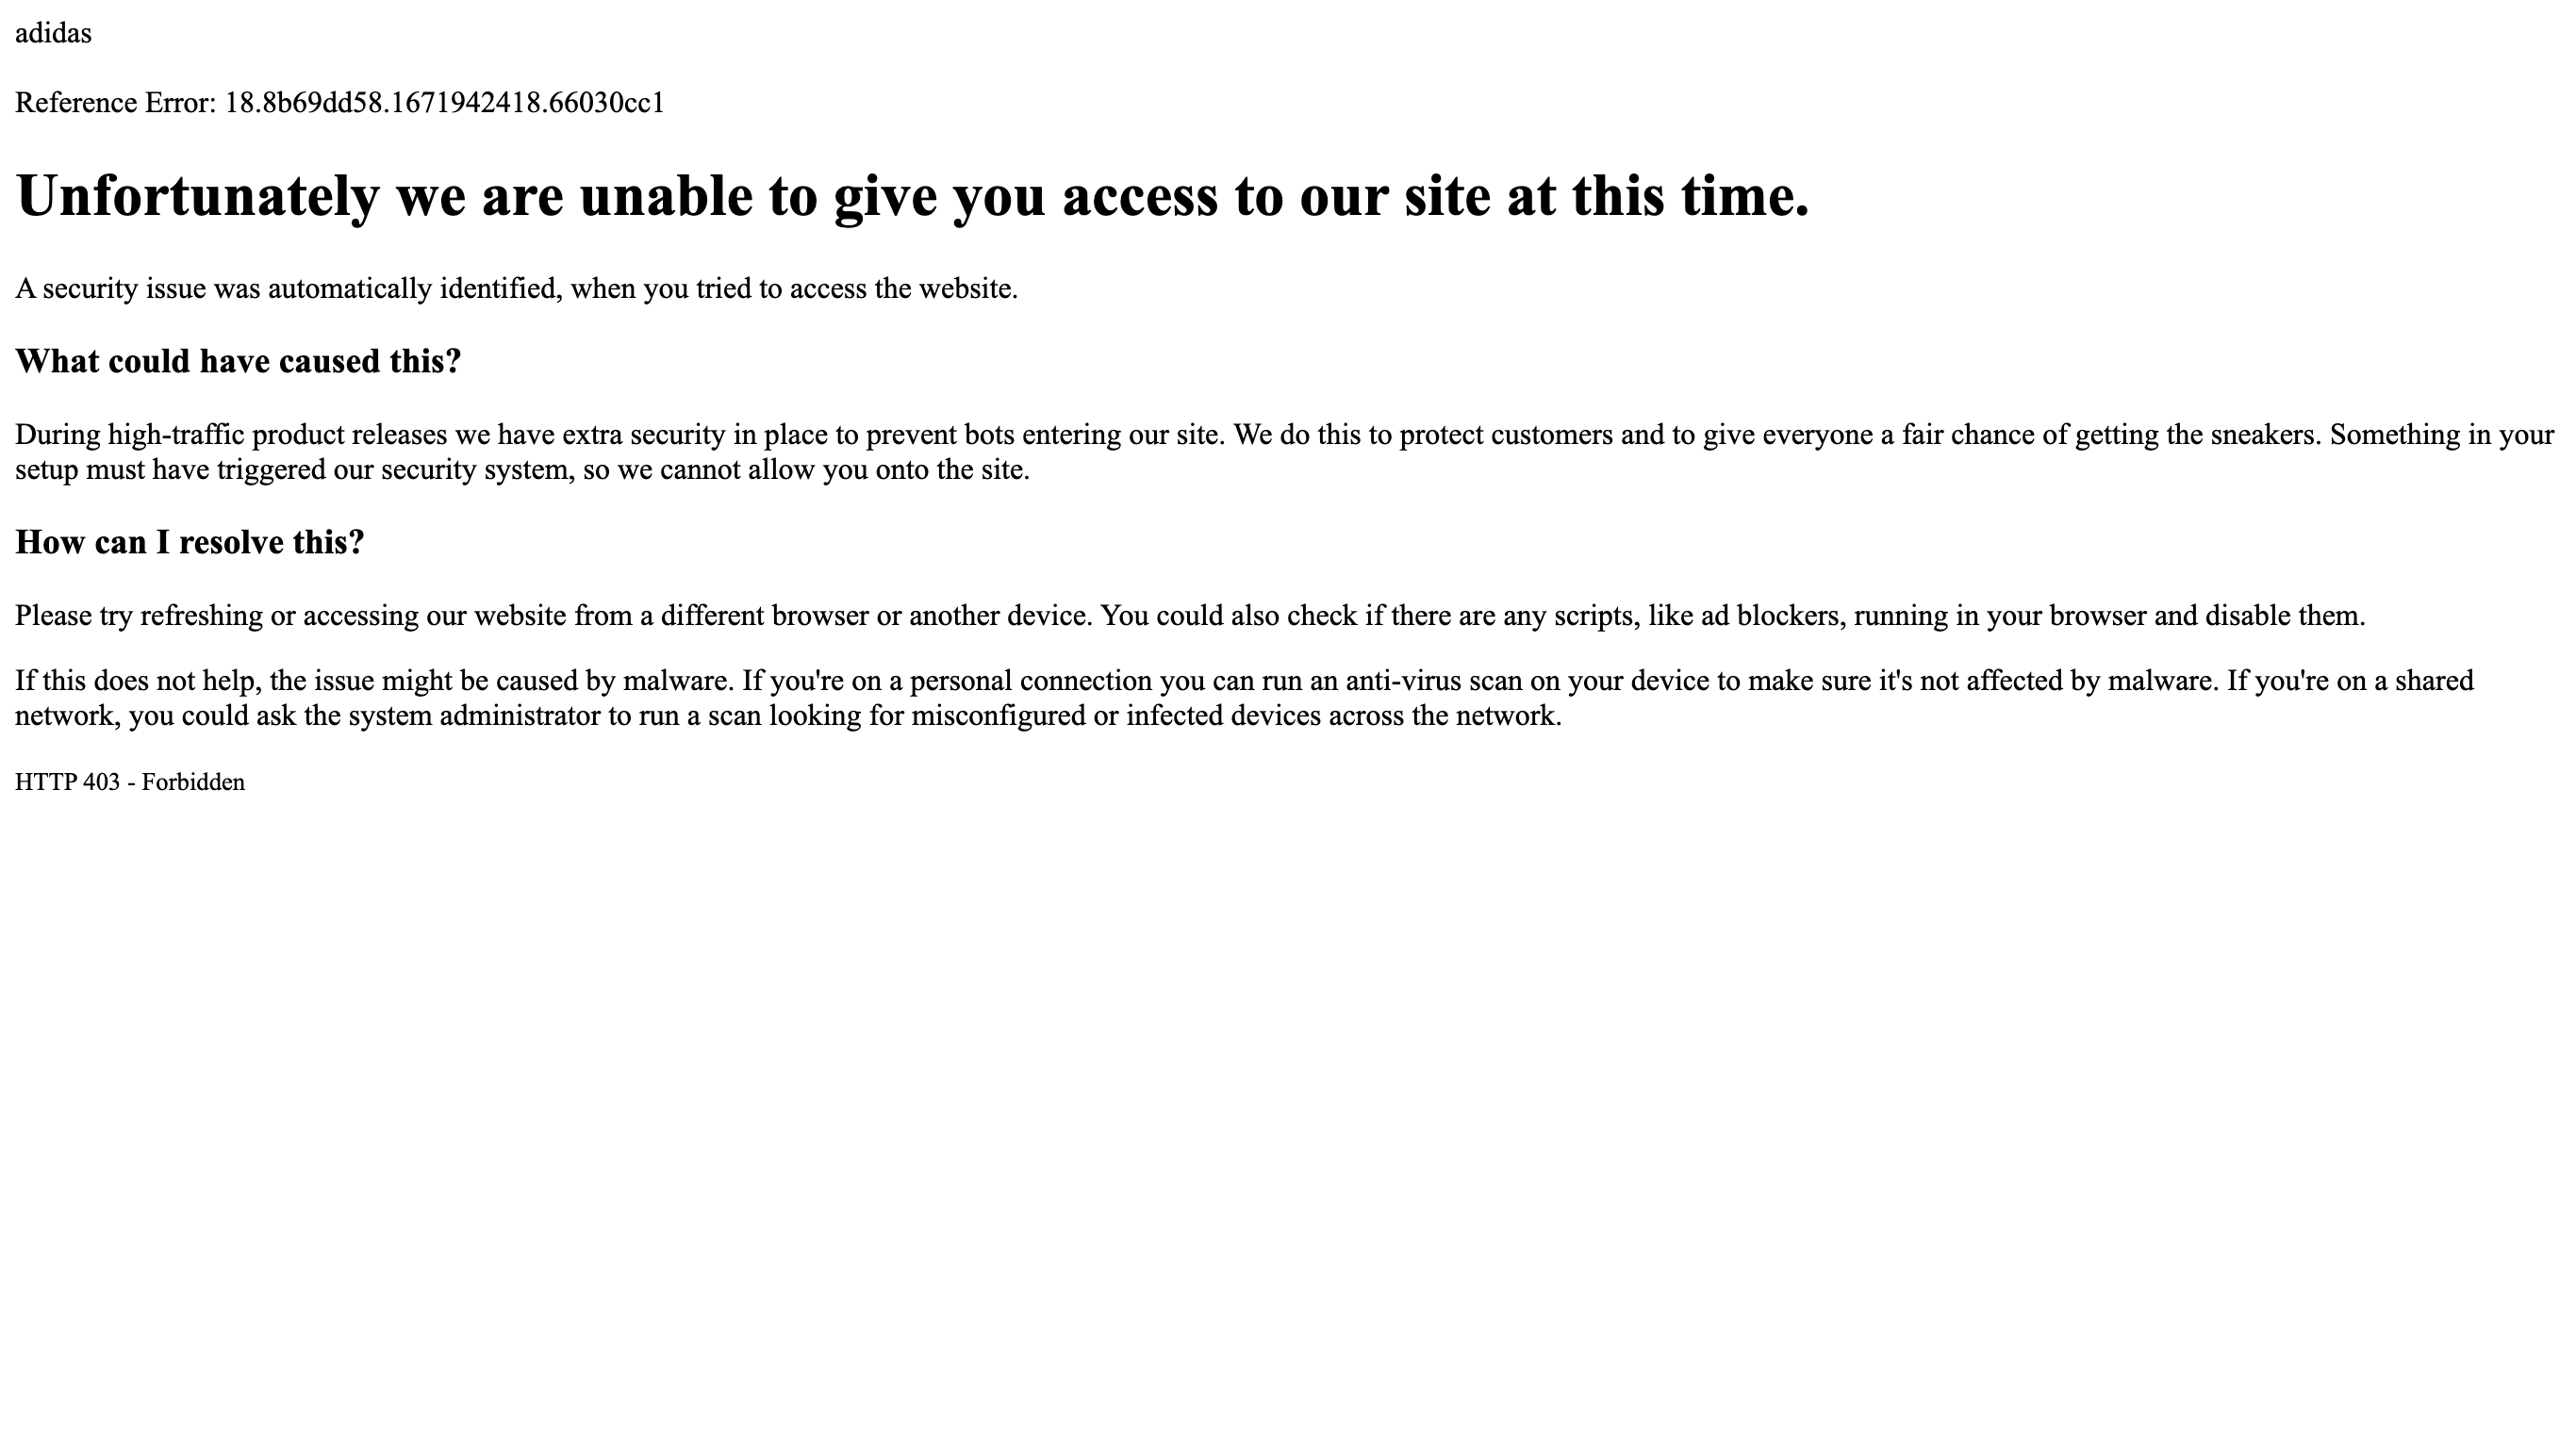 adidas
Reference Error: 18.8b69dd58.1671942418.66030cc1
Unfortunately we are unable to give you access to our site at this time.
A security issue was automatically identified, when you tried to access the website.
What could have caused this?
During high-traffic product releases we have extra security in place to prevent bots entering our site. We do this to protect customers and to give everyone a fair chance of getting the sneakers. Something in your
setup must have triggered our security system, so we cannot allow you onto the site.
How can I resolve this?
Please try refreshing or accessing our website from a different browser or another device. You could also check if there are any scripts, like ad blockers, running in your browser and disable them.
If this does not help, the issue might be caused by malware. If you're on a personal connection you can run an anti-virus scan on your device to make sure it's not affected by malware. If you're on a shared
network, you could ask the system administrator to run a scan looking for misconfigured or infected devices across the network.
HTTP 403 - Forbidden